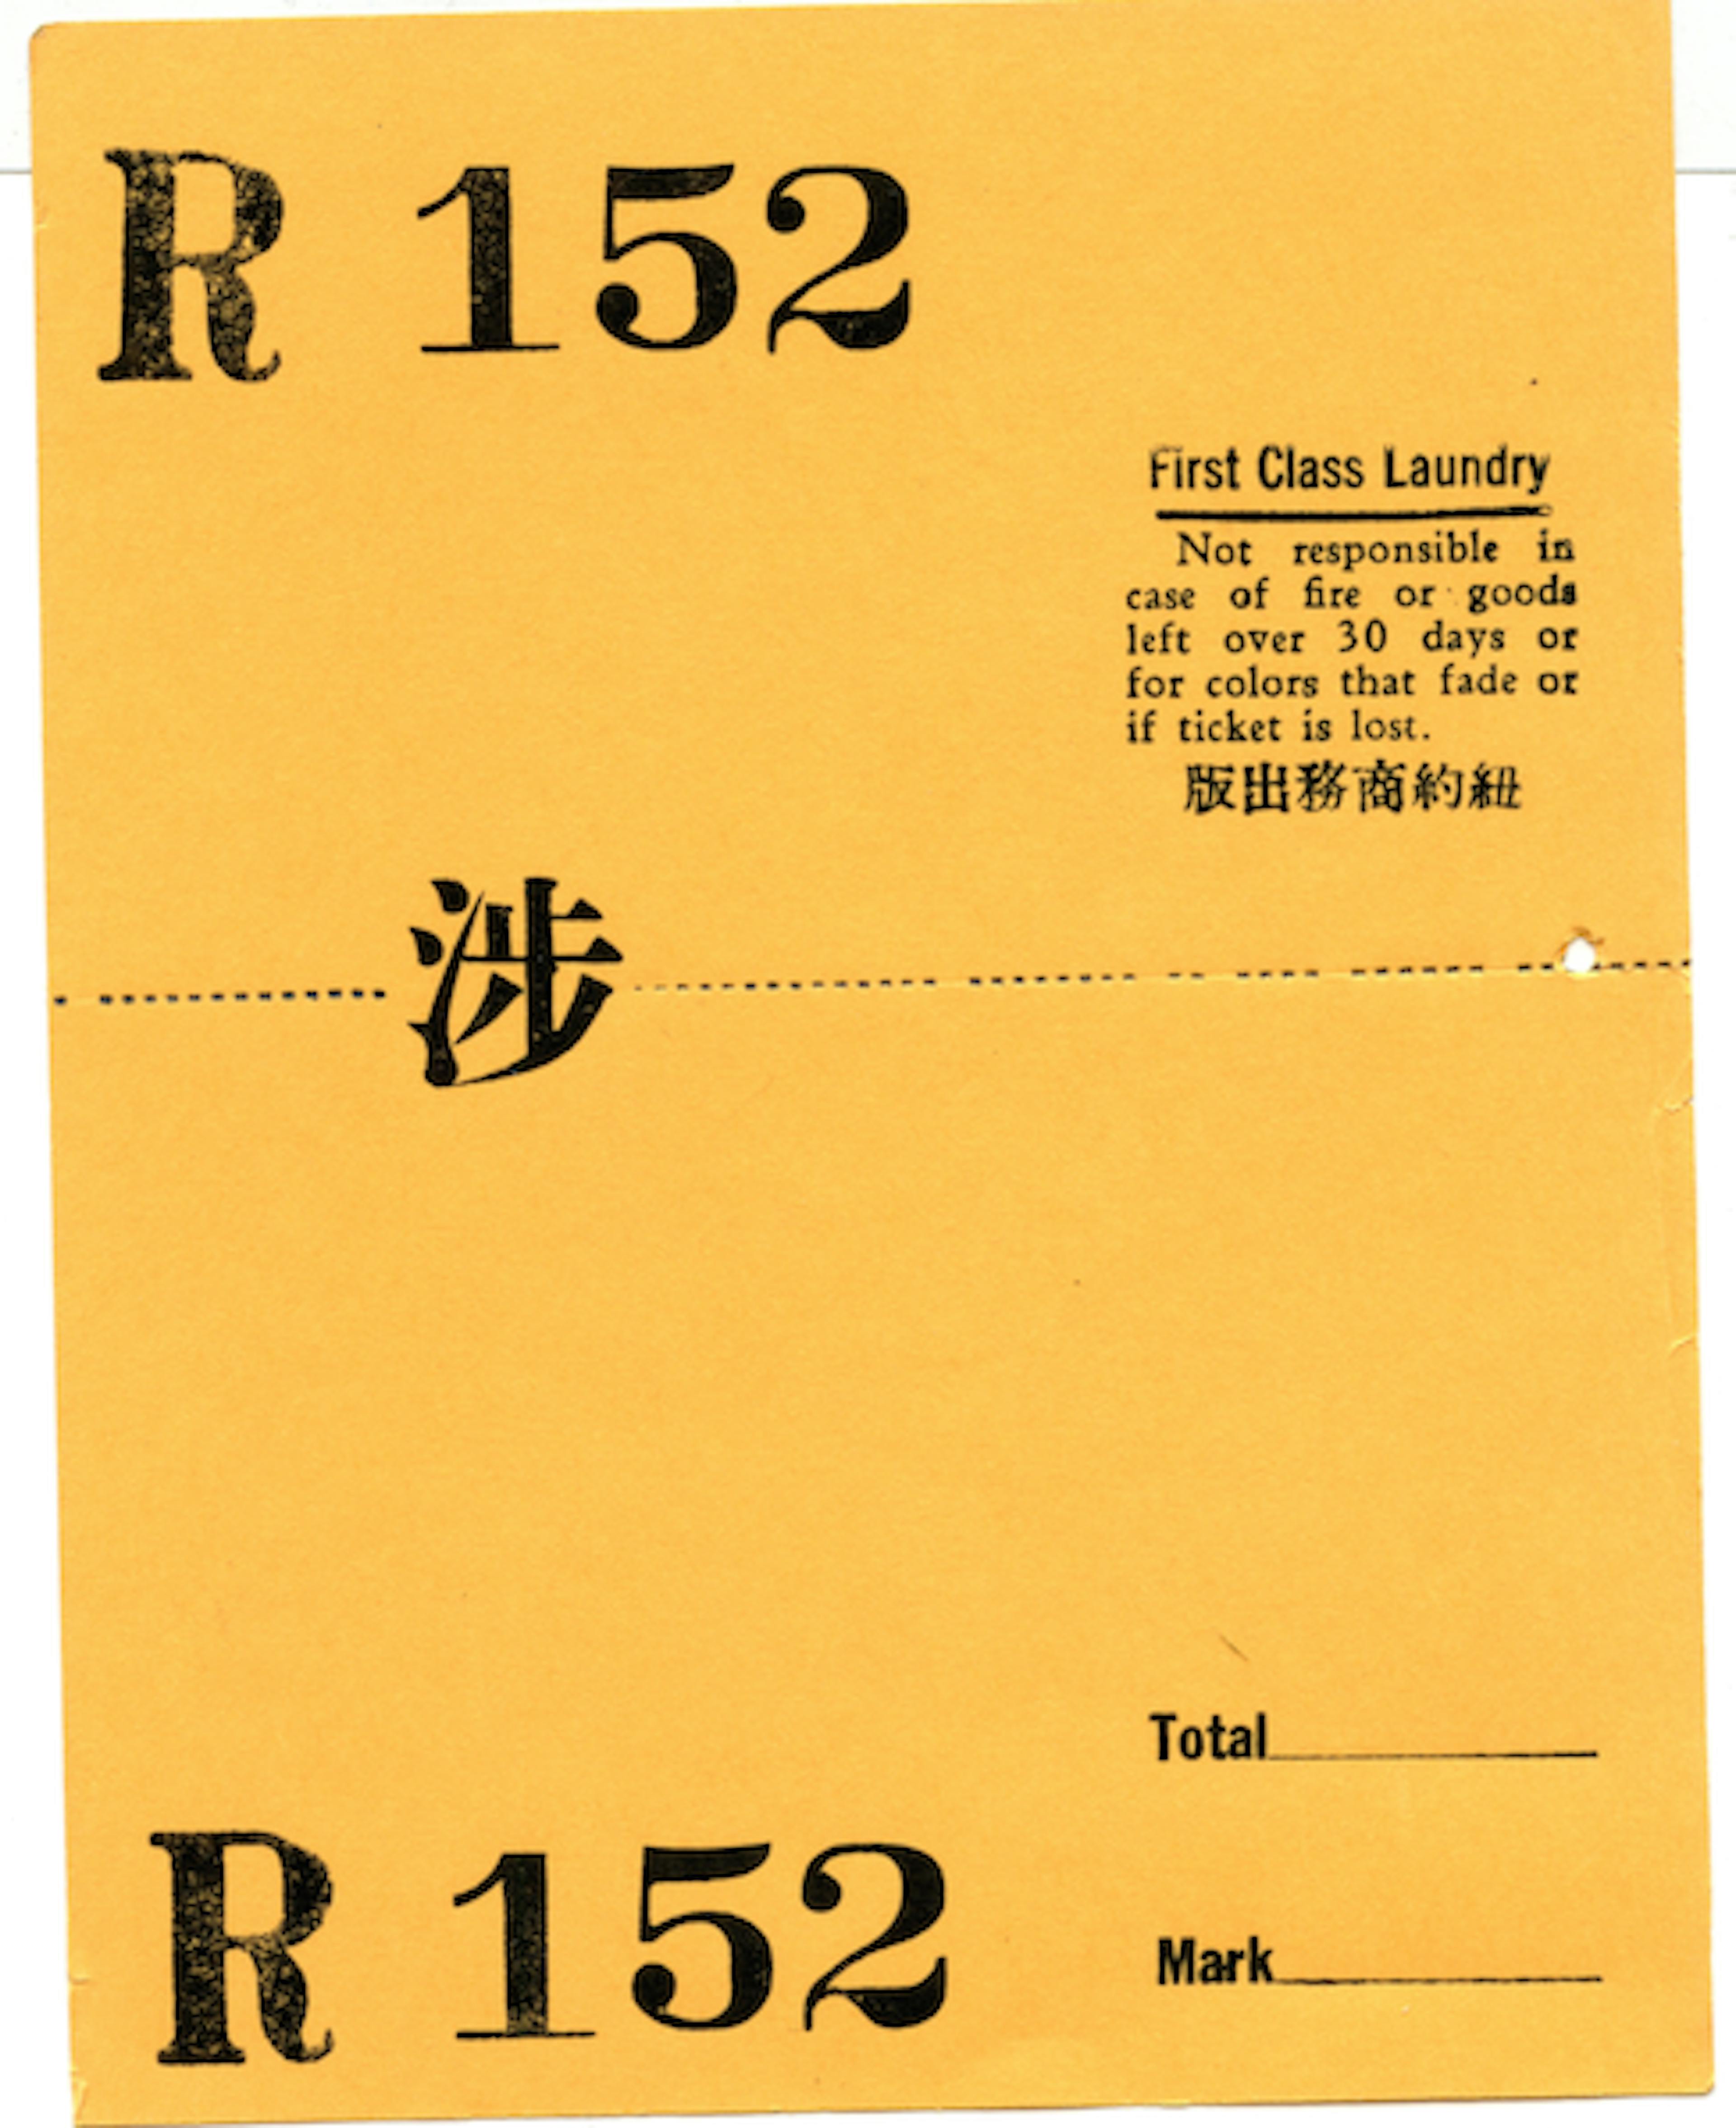 R 152
First Class Laundry
Not responsible in
case of fire or goods
left over 30 days or
for colors that fade or
if ticket is lost.
版出務商約紐
涉
Total
R 152
Mark